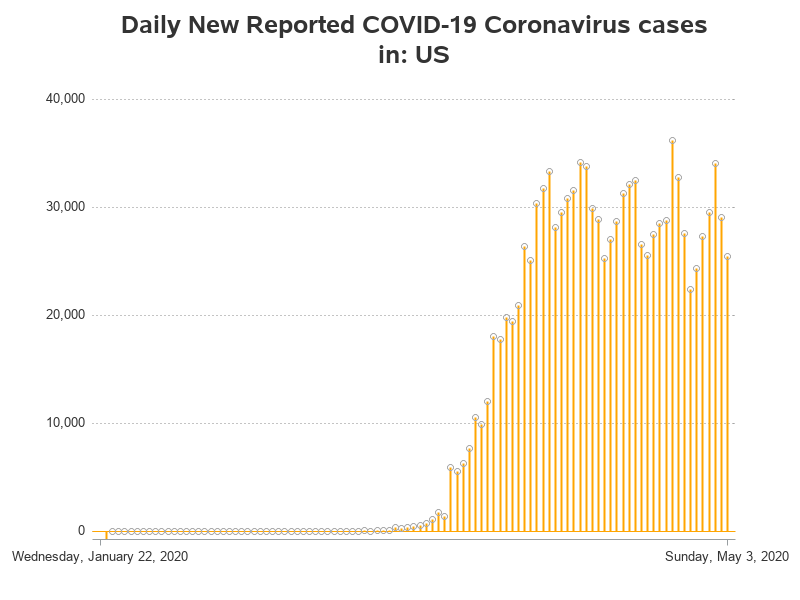 Daily New Reported COVID-19 Coronavirus cases
in: US
40,000
30,000
20,000
10,000
0
Wednesday, January 22, 2020
Sunday, May 3, 2020